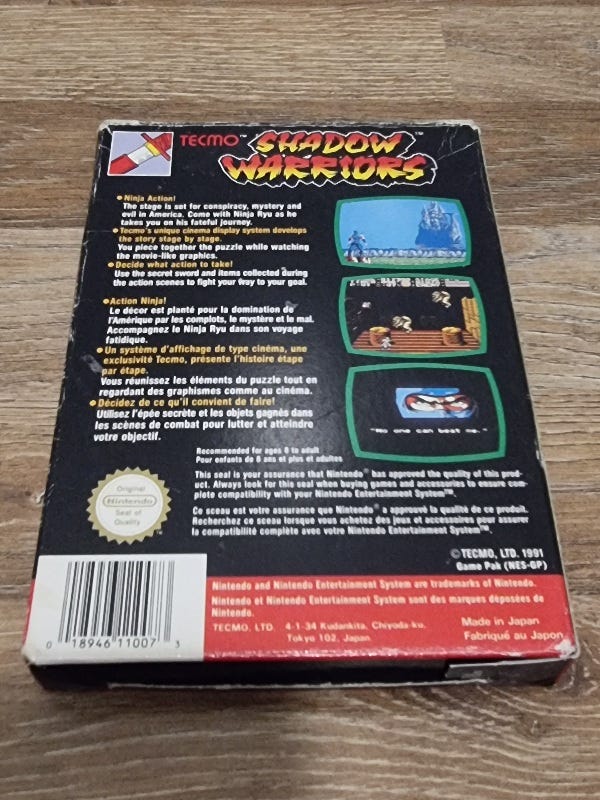 TECMO™ SHADOW WARRIORS™
• Ninja Action!
The stage is set for conspiracy, mystery and
evil in America. Come with Ninja Ryu as he
takes you on his fateful journey.
• Tecmo's unique cinema display system develops
the story stage by stage.
You piece together the puzzle while watching
the movie-like graphics.
• Decide what action to take!
Use the secret sword and items collected during
the action scenes to fight your way to your goal.
• Action Ninja!
Le décor est planté pour la domination de
l'Amérique par les complots, le mystère et le mal.
Accompagnez le Ninja Ryu dans son voyage
fatidique.
• Un système d'affichage de type cinéma, une
exclusivité Tecmo, présente l'histoire étape
par étape.
Vous réunissez les éléments du puzzle tout en
regardant des graphismes comme au cinéma.
• Décidez de ce qu'il convient de faire!
Utilisez l'épée secrète et les objets gagnés dans
les scènes de combat pour lutter et atteindre
votre objectif.
"No one can beat me."
Recommended for ages 8 to adult
Pour enfants de 8 ans et plus et adultes
Original
Nintendo
Seal of
Quality
This seal is your assurance that Nintendo® has approved the quality of this prod-
uct. Always look for this seal when buying games and accessories to ensure com-
plete compatibility with your Nintendo Entertainment System™.
Ce sceau est votre assurance que Nintendo® a approuvé la qualité de ce produit.
Recherchez ce sceau lorsque vous achetez des jeux et accessoires pour assurer
la compatibilité complète avec votre Nintendo Entertainment System™.
© TECMO, LTD. 1991
Game Pak (NES-GP)
Nintendo and Nintendo Entertainment System are trademarks of Nintendo.
Nintendo et Nintendo Entertainment System sont des marques déposées de
Nintendo.
TECMO, LTD. 4-1-34 Kudankita, Chiyoda-ku,
Tokyo 102, Japan
Made in Japan
Fabriqué au Japon
0 18946 11007 3